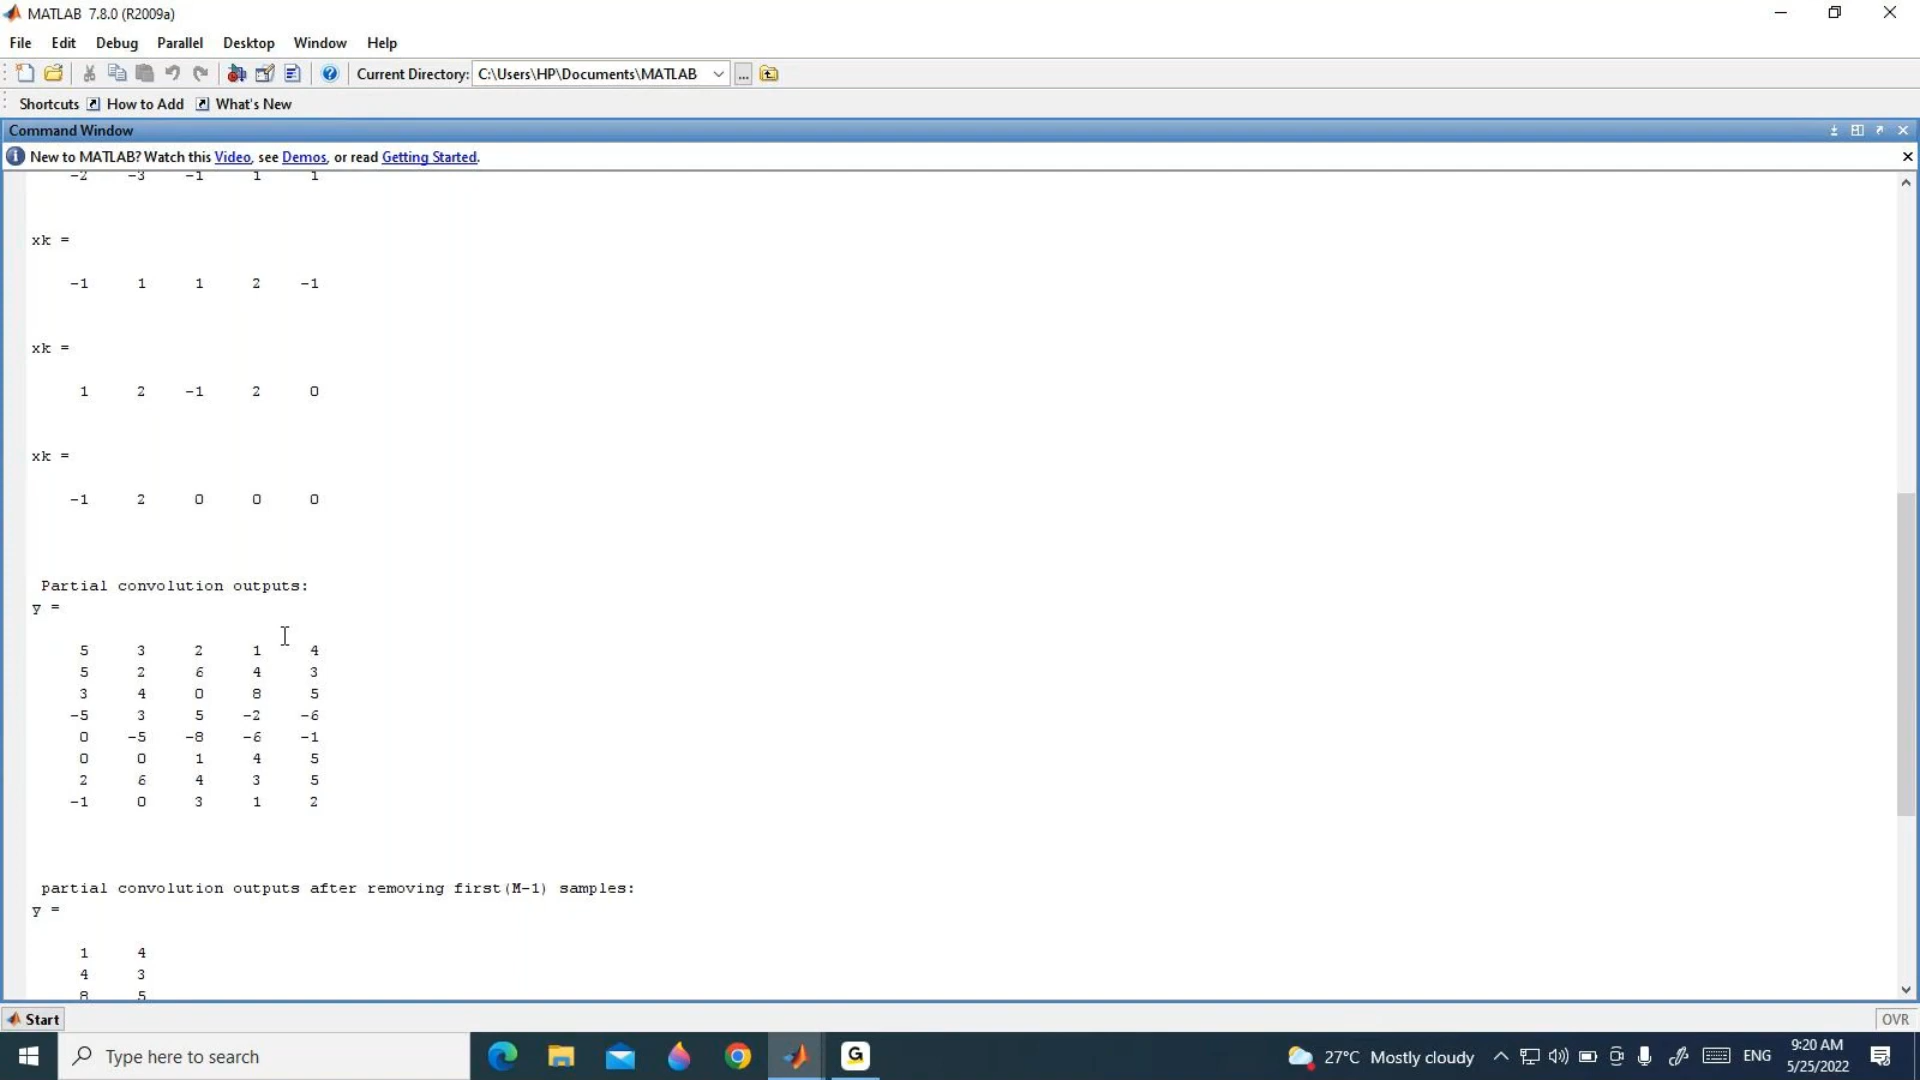 MATLAB 7.8.0 (R2009a)
File Edit Debug Parallel Desktop Window Help
Current Directory: C:\Users\HP\Documents\MATLAB ...
Shortcuts How to Add What's New
Command Window
New to MATLAB? Watch this Video, see Demos, or read Getting Started.
-2 -3 -1 1 1
xk =
-1 1 1 2 -1
xk =
1 2 -1 2 0
xk =
-1 2 0 0 0
Partial convolution outputs:
y =
5 3 2 1 4
5 2 6 4 3
3 4 0 8 5
-5 3 5 -2 -6
0 -5 -8 -6 -1
0 0 1 4 5
2 6 4 3 5
-1 0 3 1 2
partial convolution outputs after removing first(M-1) samples:
y =
1 4
4 3
8 5
Start OVR
Type here to search 27°C Mostly cloudy ENG 9:20 AM
5/25/2022